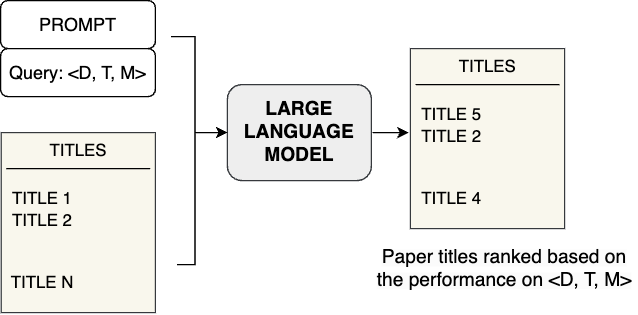 PROMPT
Query: <D, T, M>
TITLES
TITLE 1
TITLE 2
TITLE N
LARGE
LANGUAGE
MODEL
TITLES
TITLE 5
TITLE 2
TITLE 4
Paper titles ranked based on
the performance on <D, T, M>